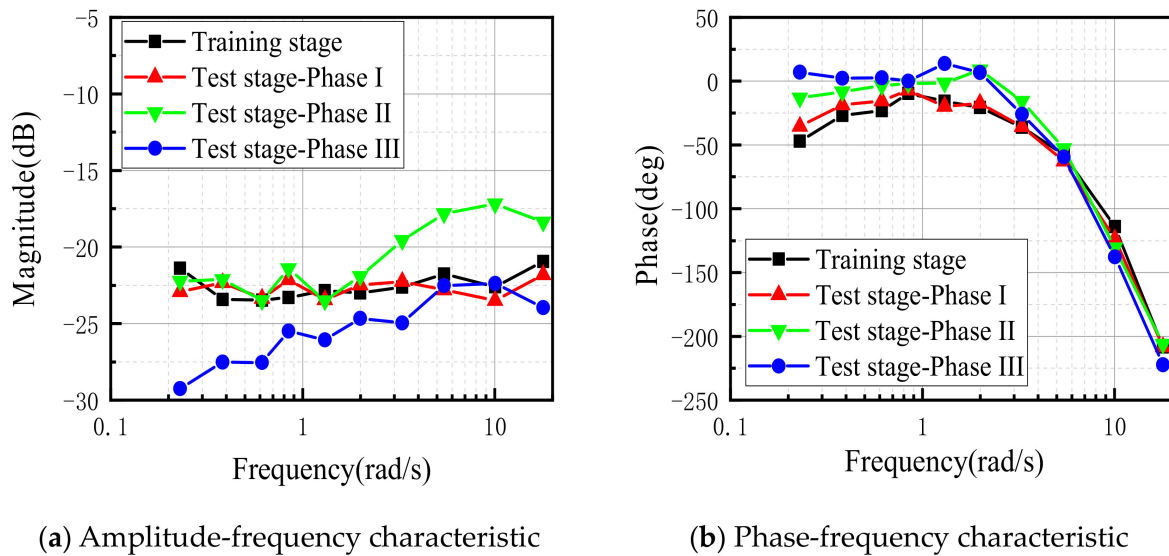 −5
−10
−15
−20
−25
−30
0.1
1
10
Magnitude(dB)
Frequency(rad/s)
Training stage
Test stage-Phase I
Test stage-Phase II
Test stage-Phase III
(a) Amplitude-frequency characteristic
50
0
−50
−100
−150
−200
−250
0.1
1
10
Phase(deg)
Frequency(rad/s)
Training stage
Test stage-Phase I
Test stage-Phase II
Test stage-Phase III
(b) Phase-frequency characteristic